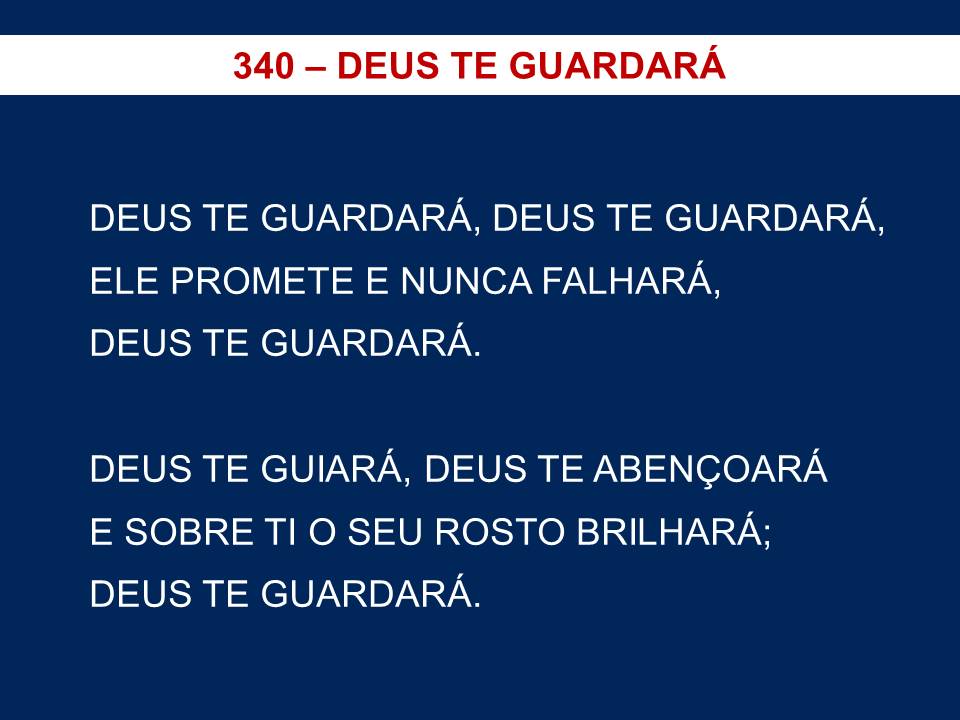 340 – DEUS TE GUARDARÁ
DEUS TE GUARDARÁ, DEUS TE GUARDARÁ,
ELE PROMETE E NUNCA FALHARÁ,
DEUS TE GUARDARÁ.
DEUS TE GUIARÁ, DEUS TE ABENÇOARÁ
E SOBRE TI O SEU ROSTO BRILHARÁ;
DEUS TE GUARDARÁ.